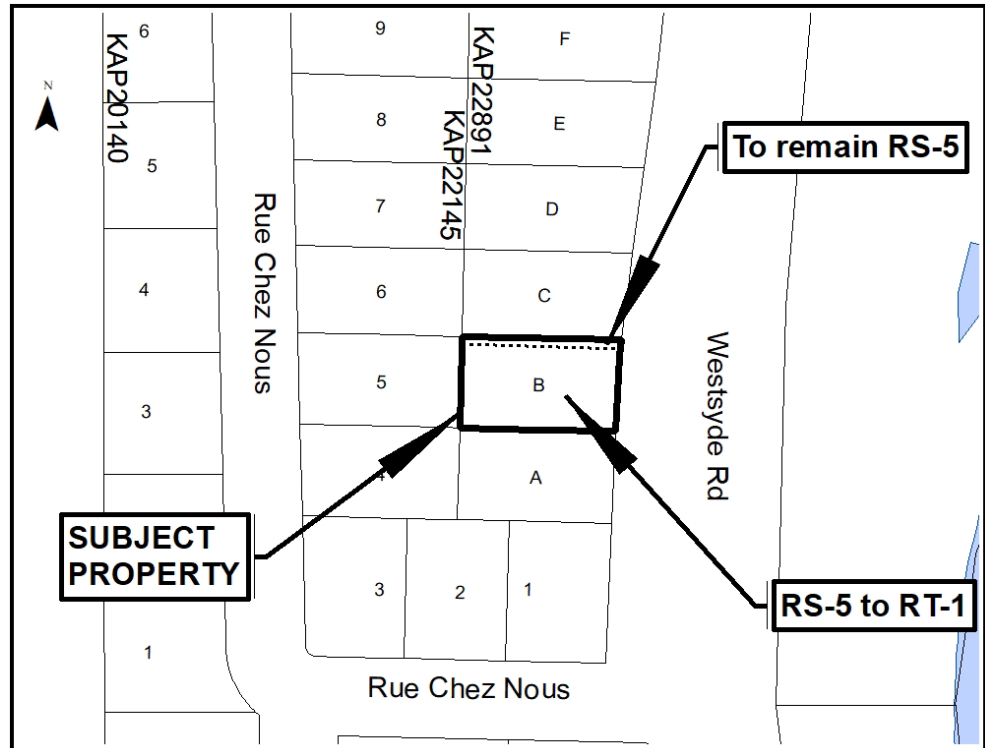 6
KAP20140
9
KAP22891
F
N
8
KAP22145
E
To remain RS-5
5
7
D
Rue Chez Nous
4
6
C
Westsyde Rd
3
5
B
4
A
SUBJECT
PROPERTY
3
2
1
RS-5 to RT-1
1
Rue Chez Nous